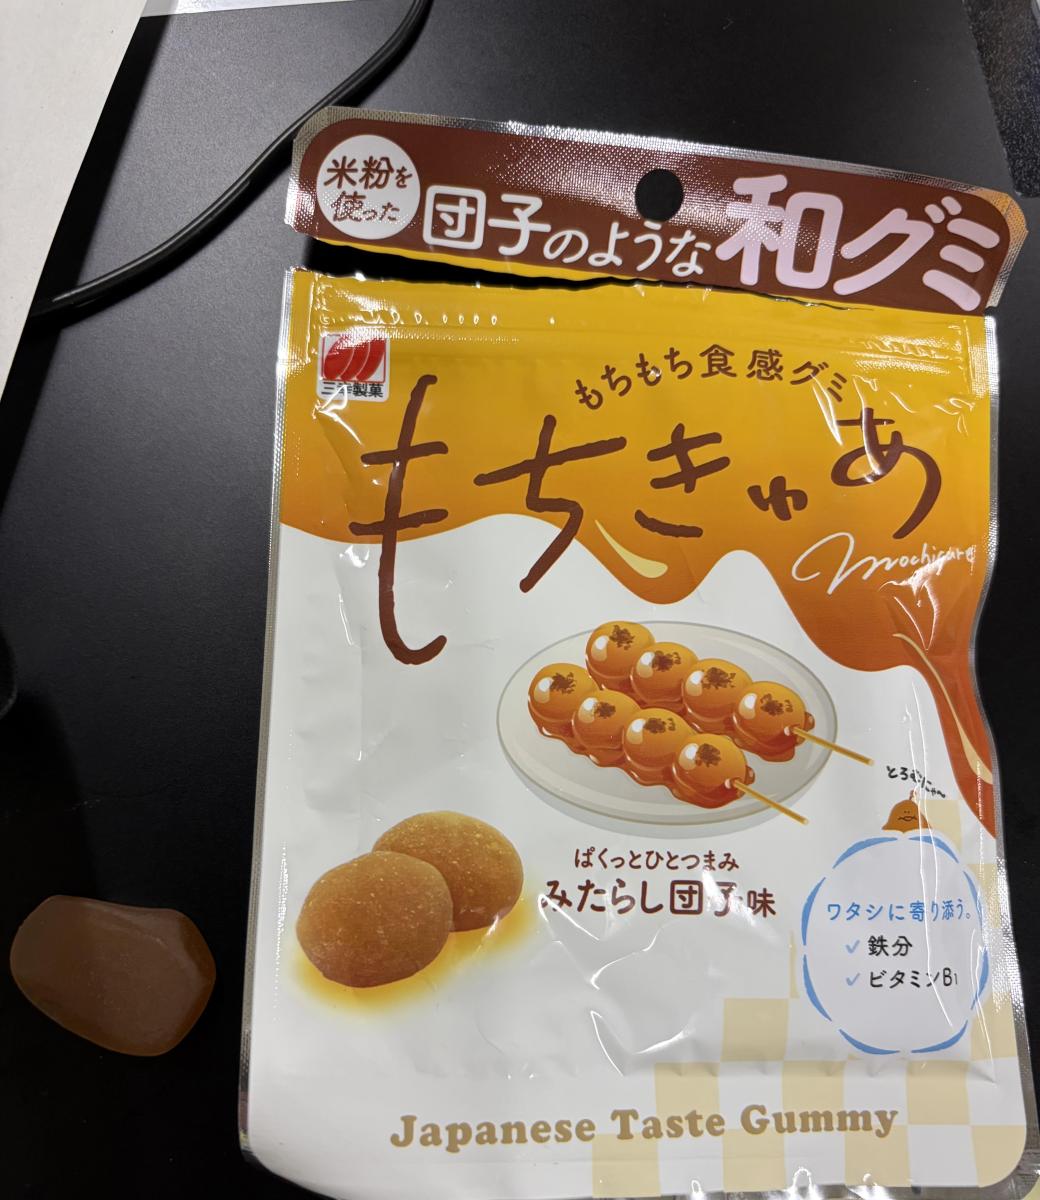 米粉を
使った
団子のような和グミ
三幸製菓
もちもち食感グミ
もちきゅあ
mochicure
ぱくっとひとつまみ
みたらし団子味
ワタシに寄り添う。
✓鉄分
✓ビタミンB1
Japanese Taste Gummy